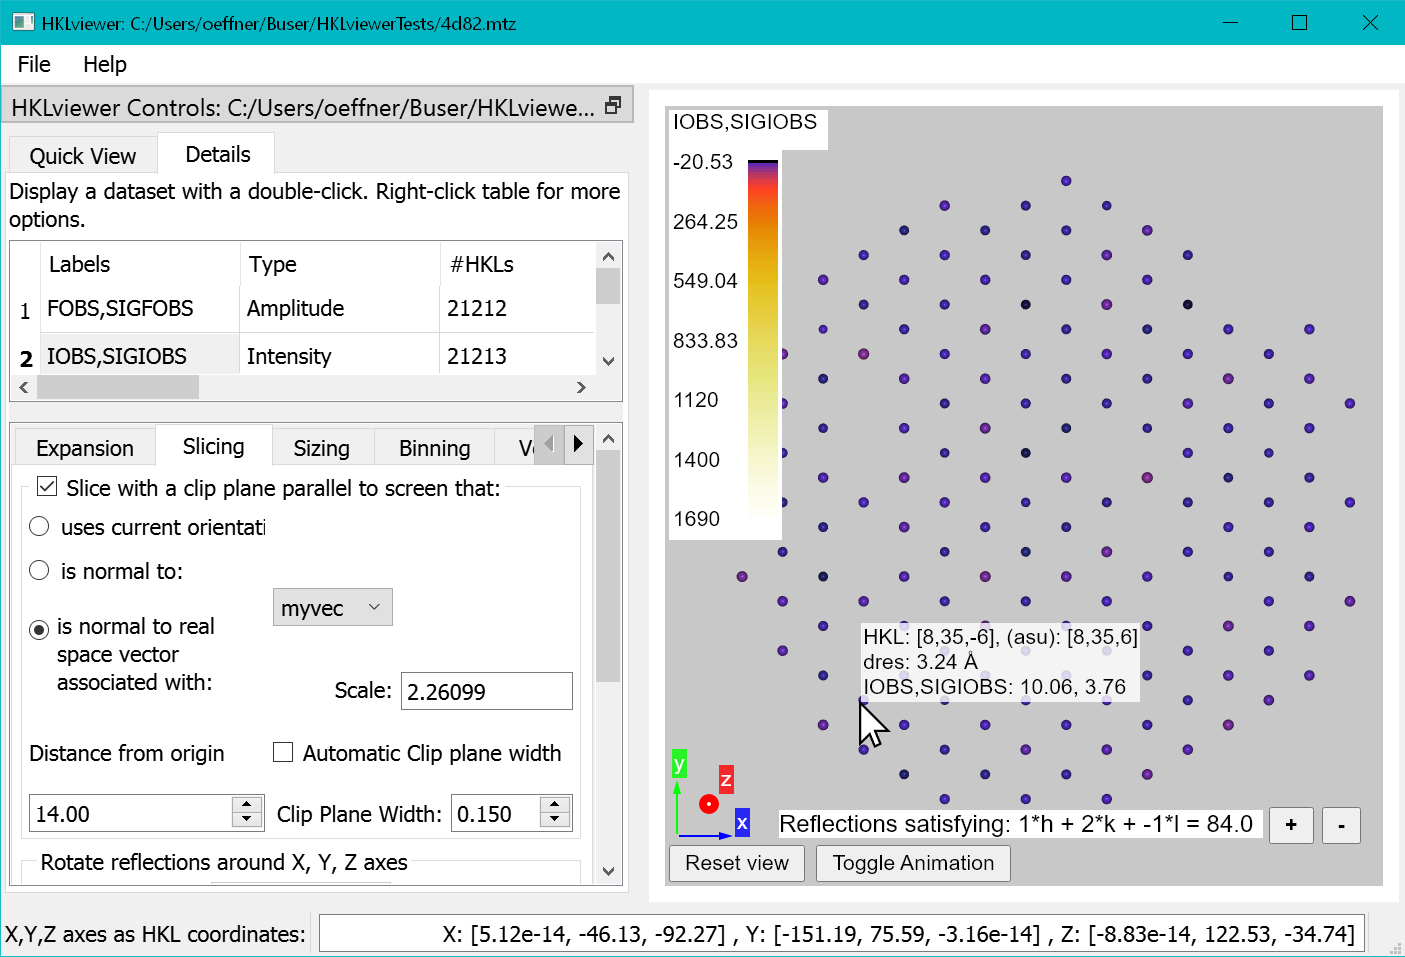 HKLviewer: C:/Users/oeffner/Buser/HKLviewerTests/4d82.mtz
File Help
HKLviewer Controls: C:/Users/oeffner/Buser/HKLviewe...
Quick View Details
Display a dataset with a double-click. Right-click table for more
options.
Labels Type #HKLs
1 FOBS,SIGFOBS Amplitude 21212
2 IOBS,SIGIOBS Intensity 21213
Expansion Slicing Sizing Binning
Slice with a clip plane parallel to screen that:
uses current orientati
is normal to:
myvec
is normal to real
space vector
associated with:
Scale: 2.26099
Distance from origin
Automatic Clip plane width
14.00
Clip Plane Width: 0.150
Rotate reflections around X, Y, Z axes
IOBS,SIGIOBS
-20.53
264.25
549.04
833.83
1120
1400
1690
HKL: [8,35,-6], (asu): [8,35,6]
dres: 3.24 Å
IOBS,SIGIOBS: 10.06, 3.76
y
z
x
Reflections satisfying: 1*h + 2*k + -1*l = 84.0 + -
Reset view Toggle Animation
X,Y,Z axes as HKL coordinates: X: [5.12e-14, -46.13, -92.27] , Y: [-151.19, 75.59, -3.16e-14] , Z: [-8.83e-14, 122.53, -34.74]